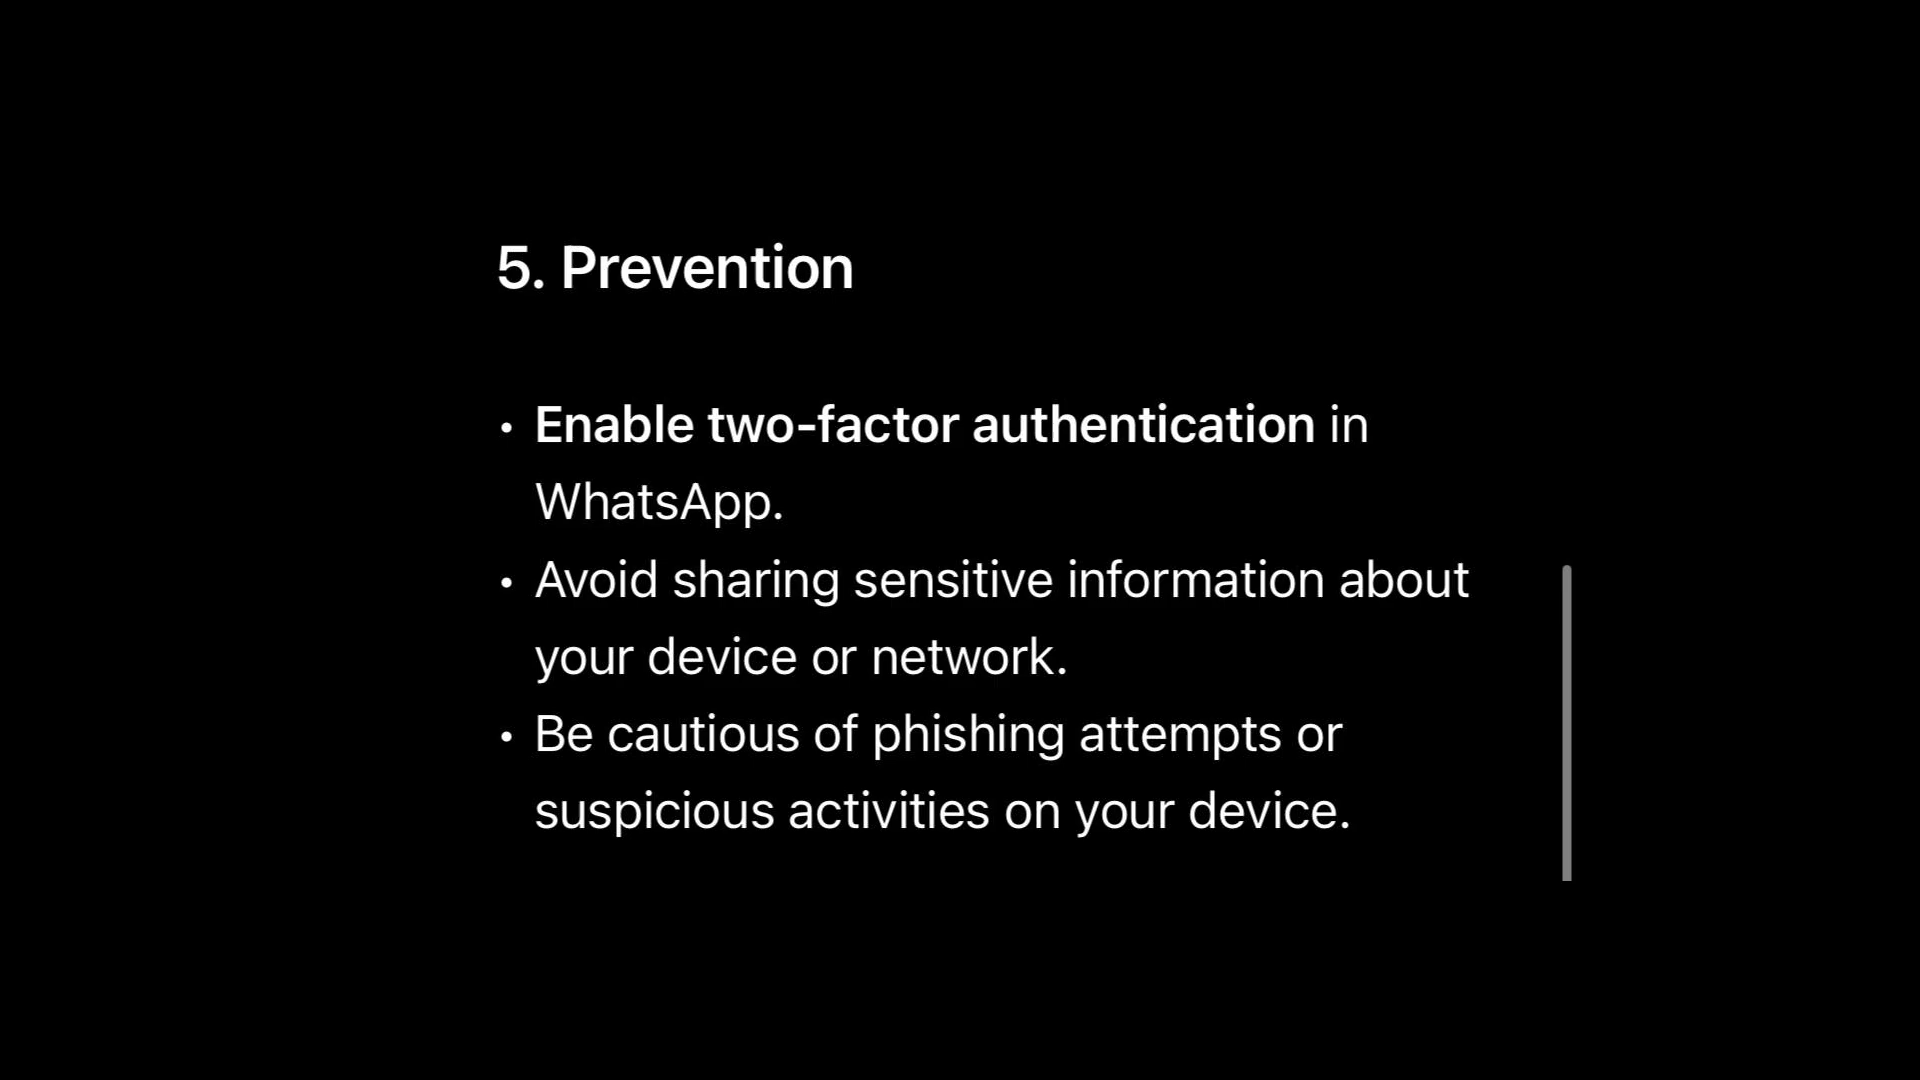 5. Prevention
• Enable two-factor authentication in
WhatsApp.
• Avoid sharing sensitive information about
your device or network.
• Be cautious of phishing attempts or
suspicious activities on your device.